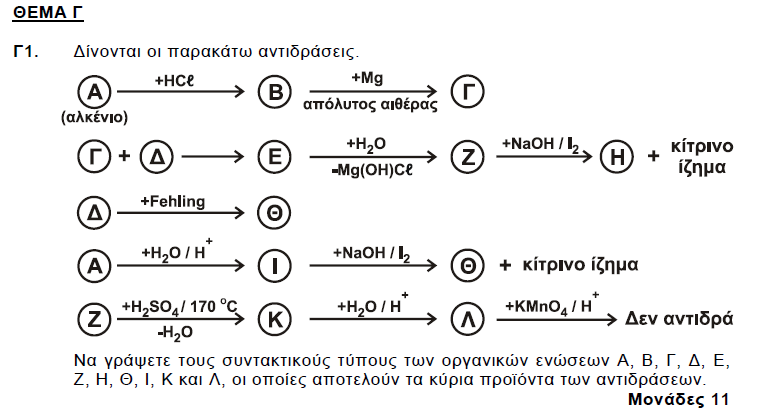 ΘΕΜΑ Γ
Γ1. Δίνονται οι παρακάτω αντιδράσεις.
Α +HCℓ Β +Mg απόλυτος αιθέρας Γ
(αλκένιο)
Γ + Δ Ε +H₂O -Mg(OH)Cℓ Ζ +NaOH / I₂ Η + κίτρινο ίζημα
Δ +Fehling Θ
Α +H₂O / H⁺ Ι +NaOH / I₂ Θ + κίτρινο ίζημα
Ζ +H₂SO₄/ 170 °C -H₂O Κ +H₂O / H⁺ Λ +KMnO₄ / H⁺ Δεν αντιδρά
Να γράψετε τους συντακτικούς τύπους των οργανικών ενώσεων Α, Β, Γ, Δ, Ε,
Ζ, Η, Θ, Ι, Κ και Λ, οι οποίες αποτελούν τα κύρια προϊόντα των αντιδράσεων.
Μονάδες 11